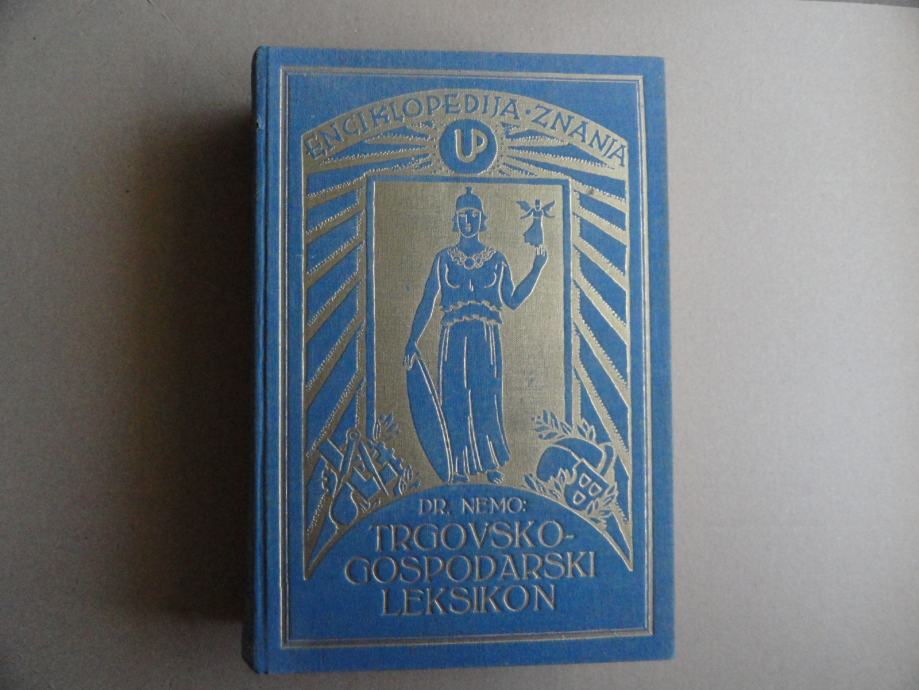 ENCIKLOPEDIJA · ZNANJA
UP
DR. NEMO:
TRGOVSKO-
GOSPODARSKI
LEKSIKON